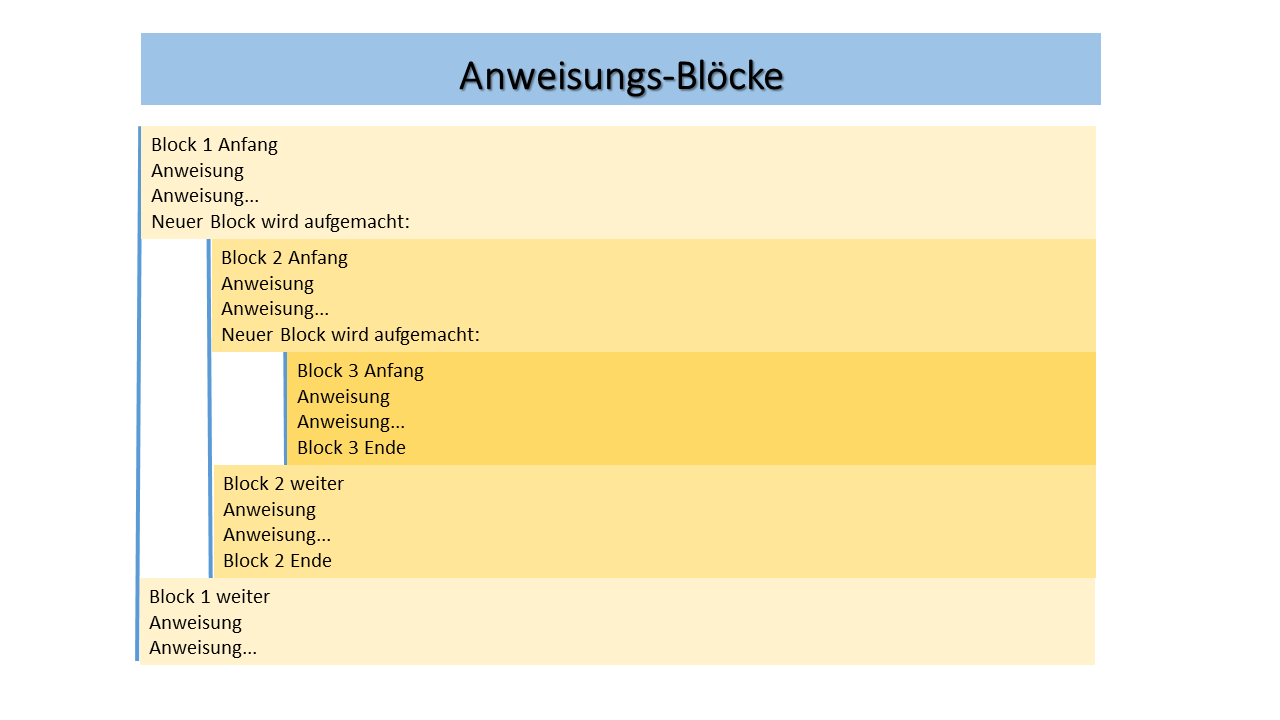 Anweisungs-Blöcke
Block 1 Anfang
Anweisung
Anweisung...
Neuer Block wird aufgemacht:
Block 2 Anfang
Anweisung
Anweisung...
Neuer Block wird aufgemacht:
Block 3 Anfang
Anweisung
Anweisung...
Block 3 Ende
Block 2 weiter
Anweisung
Anweisung...
Block 2 Ende
Block 1 weiter
Anweisung
Anweisung...